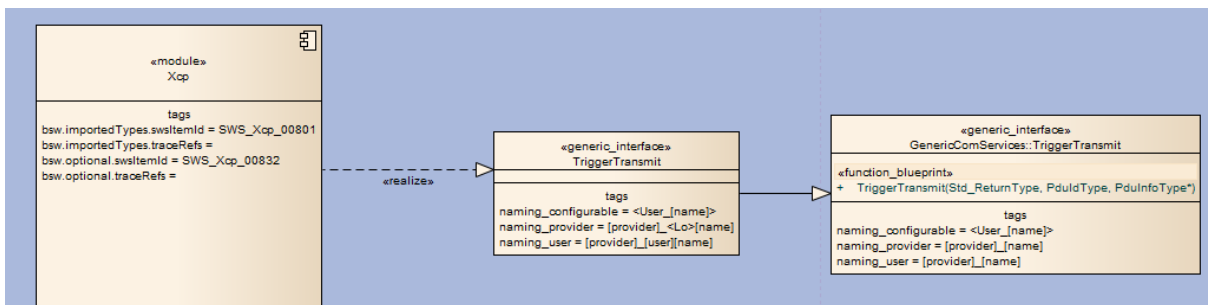 «module»
Xcp
tags
bsw.importedTypes.swsItemId = SWS_Xcp_00801
bsw.importedTypes.traceRefs =
bsw.optional.swsItemId = SWS_Xcp_00832
bsw.optional.traceRefs =
«realize»
«generic_interface»
TriggerTransmit
tags
naming_configurable = <User_[name]>
naming_provider = [provider]_<Lo>[name]
naming_user = [provider]_[user][name]
«generic_interface»
GenericComServices::TriggerTransmit
«function_blueprint»
+ TriggerTransmit(Std_ReturnType, PduIdType, PduInfoType*)
tags
naming_configurable = <User_[name]>
naming_provider = [provider]_[name]
naming_user = [provider]_[name]